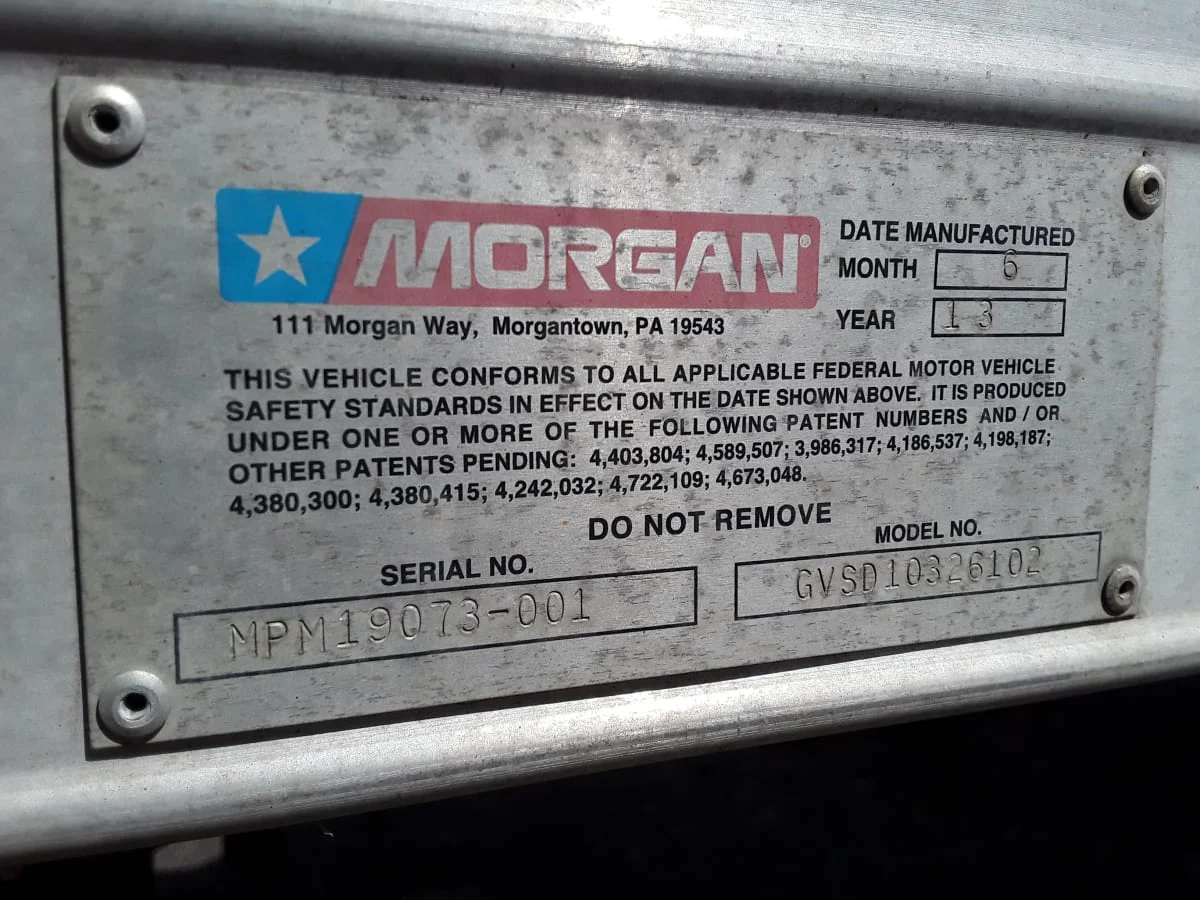 MORGAN®
111 Morgan Way, Morgantown, PA 19543
DATE MANUFACTURED
MONTH 6
YEAR 13
THIS VEHICLE CONFORMS TO ALL APPLICABLE FEDERAL MOTOR VEHICLE
SAFETY STANDARDS IN EFFECT ON THE DATE SHOWN ABOVE. IT IS PRODUCED
UNDER ONE OR MORE OF THE FOLLOWING PATENT NUMBERS AND / OR
OTHER PATENTS PENDING: 4,403,804; 4,589,507; 3,986,317; 4,186,537; 4,198,187;
4,380,300; 4,380,415; 4,242,032; 4,722,109; 4,673,048.
DO NOT REMOVE
SERIAL NO.
MPM19073-001
MODEL NO.
GVSD10326102